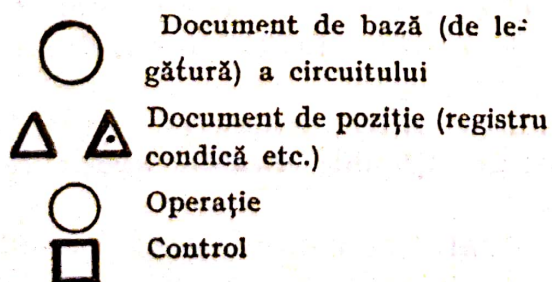 Document de bază (de le-
gătură) a circuitului
Document de poziție (registru
condică etc.)
Operație
Control